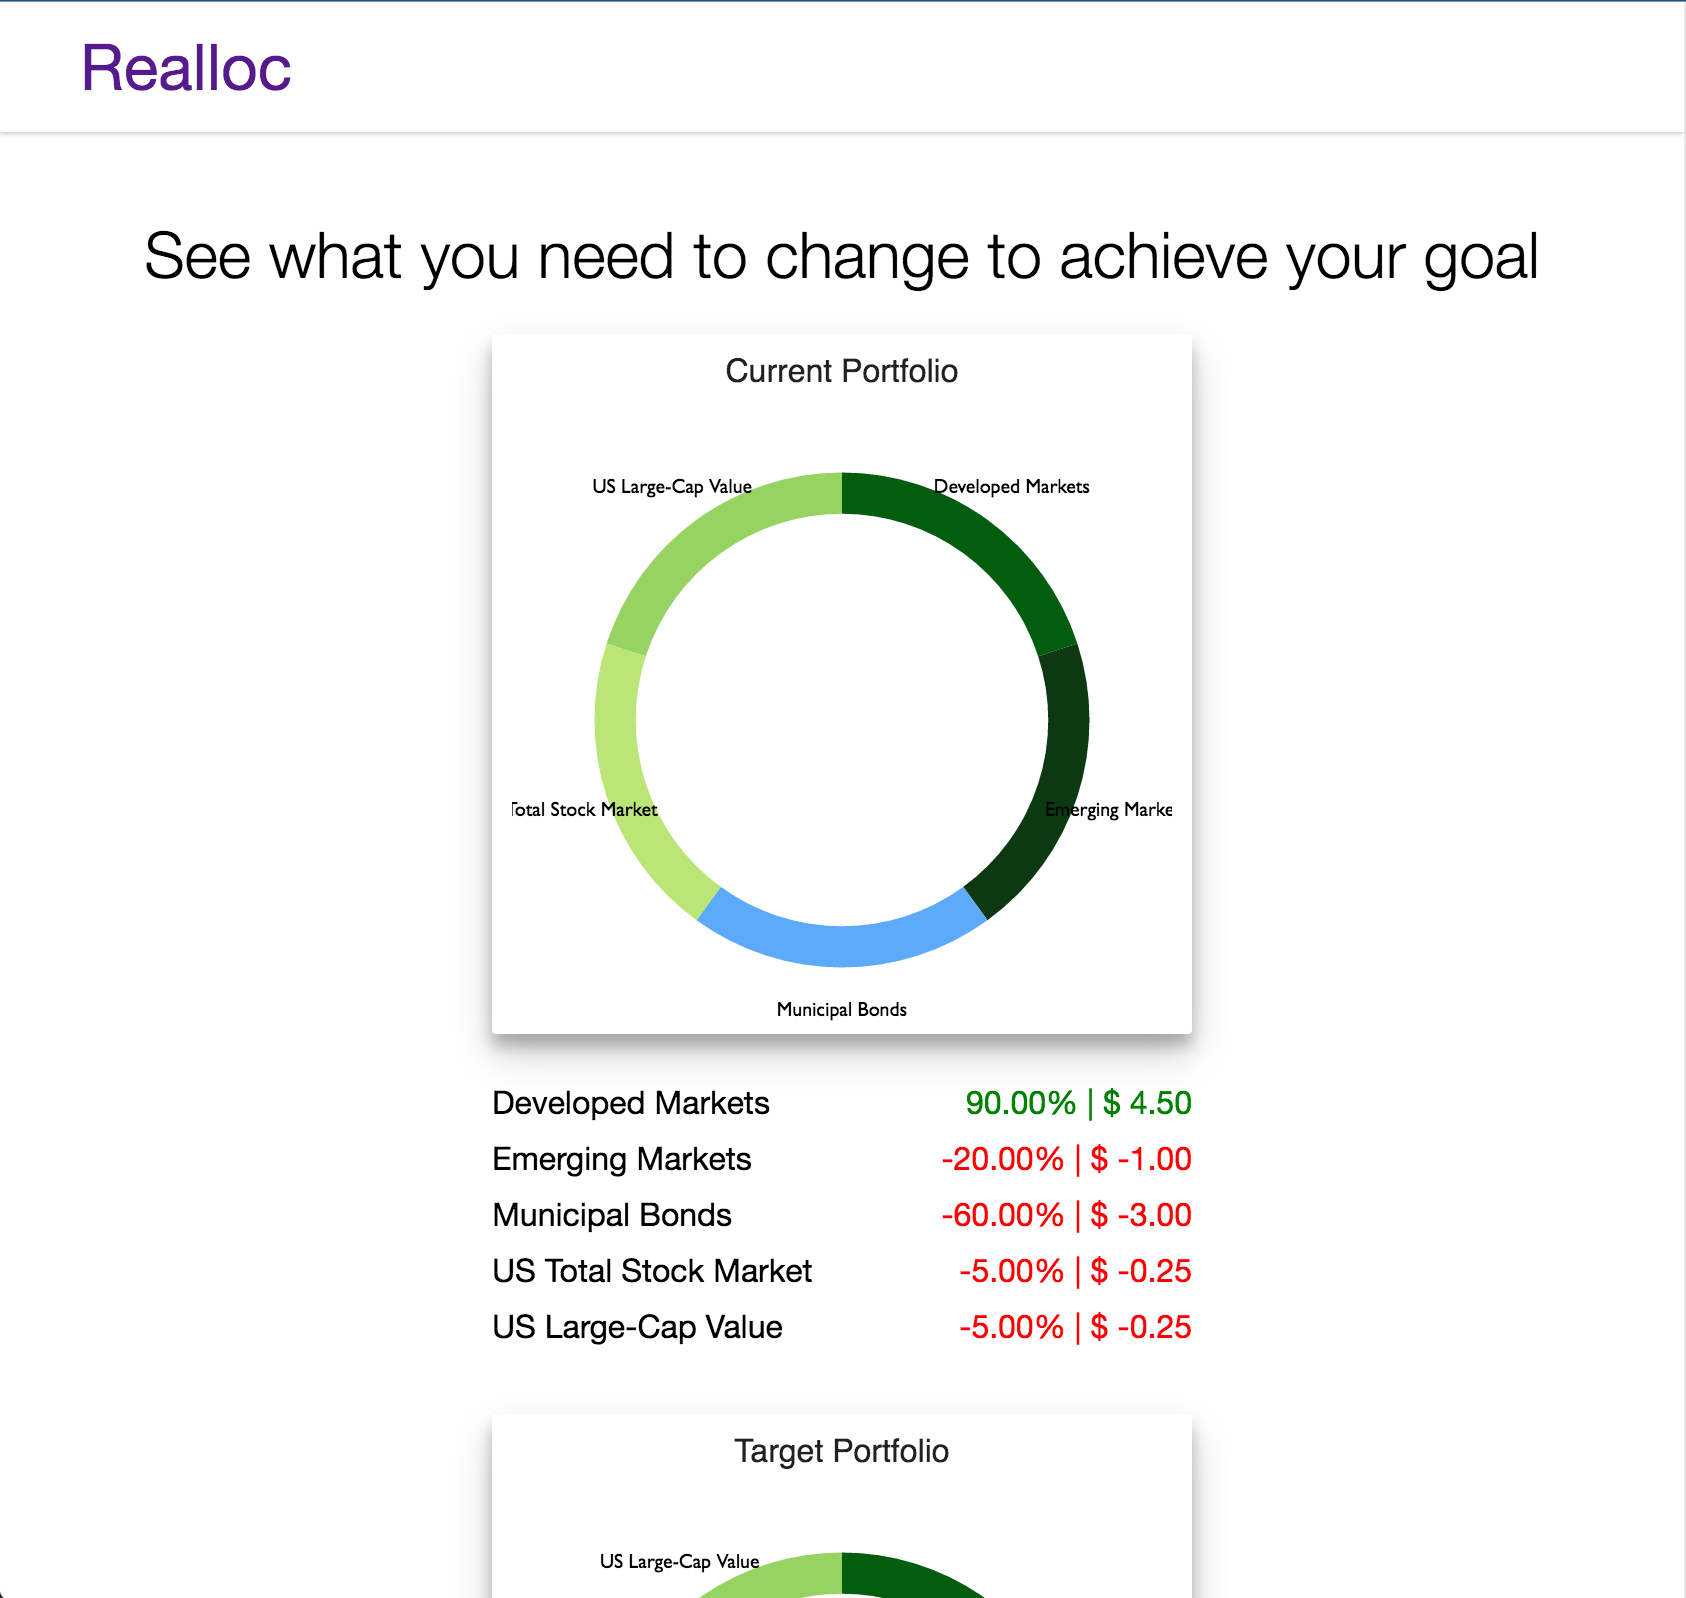 Realloc
See what you need to change to achieve your goal
Current Portfolio
US Large-Cap Value
Developed Markets
Total Stock Market
Emerging Marke
Municipal Bonds
Developed Markets 90.00% | $ 4.50
Emerging Markets -20.00% | $ -1.00
Municipal Bonds -60.00% | $ -3.00
US Total Stock Market -5.00% | $ -0.25
US Large-Cap Value -5.00% | $ -0.25
Target Portfolio
US Large-Cap Value